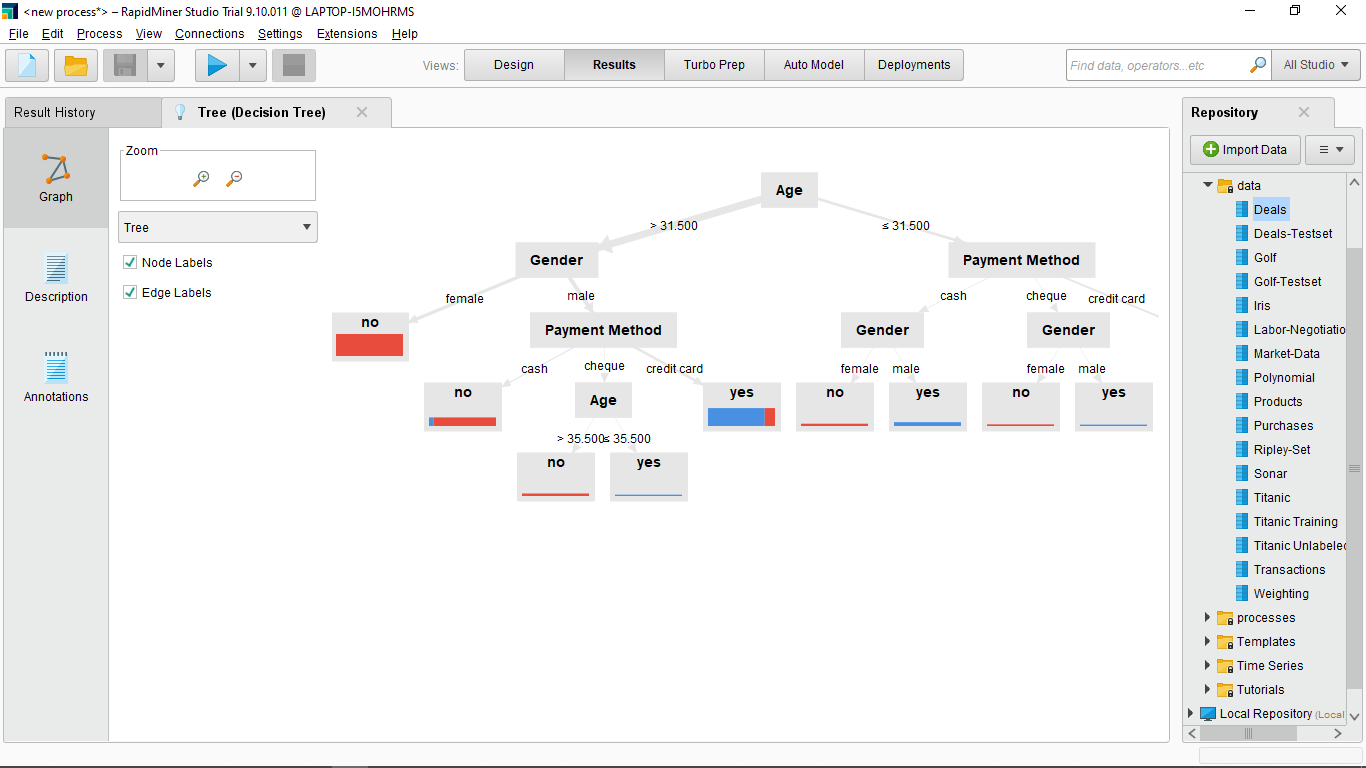 <new process*> – RapidMiner Studio Trial 9.10.011 @ LAPTOP-I5MOHRMS
File Edit Process View Connections Settings Extensions Help
Views: Design Results Turbo Prep Auto Model Deployments
Find data, operators...etc
All Studio
Result History
Tree (Decision Tree)
Graph
Description
Annotations
Zoom
Tree
Node Labels
Edge Labels
Age
> 31.500 ≤ 31.500
Gender Payment Method
female male cash cheque credit card
no Payment Method Gender Gender
cash cheque credit card female male female male
no Age yes no yes no yes
> 35.500 ≤ 35.500
no yes
Repository
Import Data
data
Deals
Deals-Testset
Golf
Golf-Testset
Iris
Labor-Negotiatio
Market-Data
Polynomial
Products
Purchases
Ripley-Set
Sonar
Titanic
Titanic Training
Titanic Unlabeled
Transactions
Weighting
processes
Templates
Time Series
Tutorials
Local Repository (Local